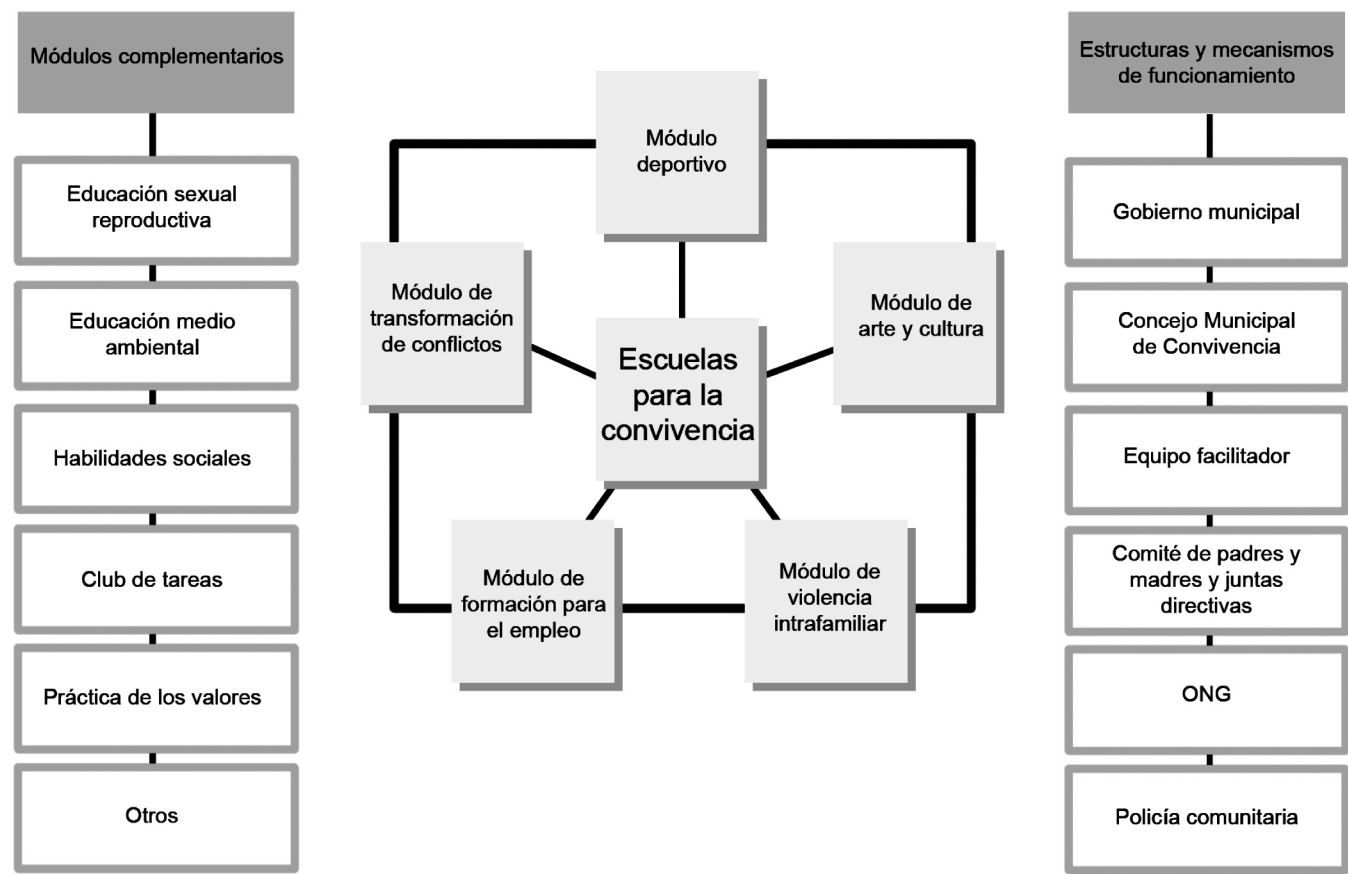 Módulos complementarios
Educación sexual
reproductiva
Educación medio
ambiental
Habilidades sociales
Club de tareas
Práctica de los valores
Otros
Módulo
deportivo
Módulo de
transformación
de conflictos
Módulo de
arte y cultura
Escuelas
para la
convivencia
Módulo de
formación para
el empleo
Módulo de
violencia
intrafamiliar
Estructuras y mecanismos
de funcionamiento
Gobierno municipal
Concejo Municipal
de Convivencia
Equipo facilitador
Comité de padres y
madres y juntas
directivas
ONG
Policía comunitaria